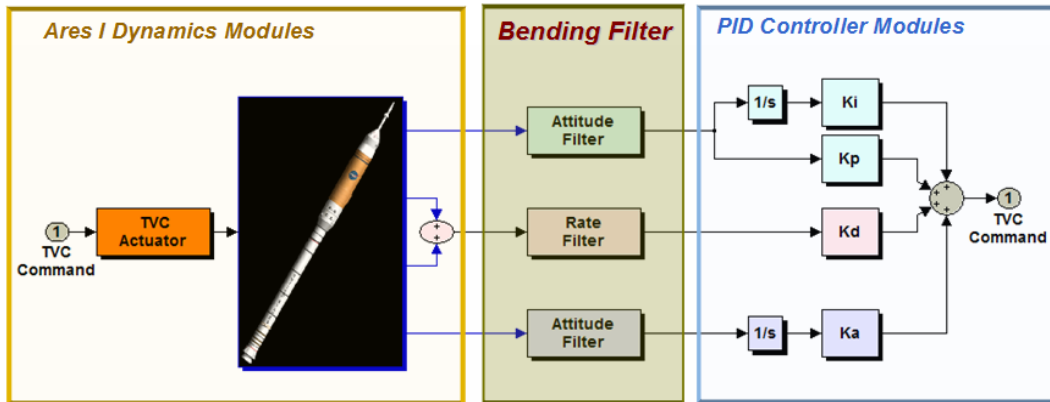 Ares I Dynamics Modules
Bending Filter
PID Controller Modules
1
TVC
Command
TVC
Actuator
+
+
Attitude
Filter
Rate
Filter
Attitude
Filter
1/s
Ki
Kp
Kd
1/s
Ka
+
+
+
+
1
TVC
Command